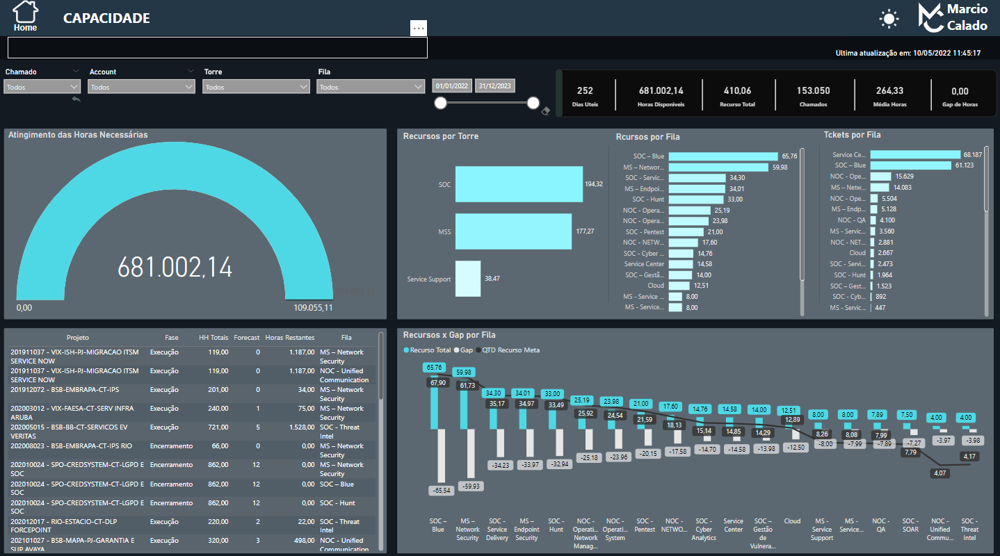 Home
CAPACIDADE
...
Marcio
Calado
Última atualização em: 10/05/2022 11:45:17
Chamado
Account
Torre
Fila
Todos
Todos
Todos
Todos
01/01/2022
31/12/2023
252
681.002,14
410,06
153.050
264,33
0,00
Dias Uteis
Horas Disponiveis
Recurso Total
Chamados
Média Horas
Gap de Horas
Atingimento das Horas Necessárias
681.002,14
109.055,11
0,00
109.055,11
Recursos por Torre
SOC 194,32
MSS 177,27
Service Support 38,47
Rcursos por Fila
SOC – Blue 65,76
MS – Networ... 59,98
SOC - Servic... 34,30
MS – Endpoi... 34,01
SOC - Hunt 33,00
NOC - Opera... 25,19
NOC - Opera... 23,98
SOC - Pentest 21,00
NOC - NETW... 17,60
SOC - Cyber ... 14,76
Service Center 14,58
SOC – Gestã... 14,00
Cloud 12,51
MS - Service ... 8,00
MS - Service... 8,00
Tckets por Fila
Service Ce... 68.187
SOC – Blue 61.123
NOC - Ope... 15.629
MS – Netw... 14.083
NOC - Ope... 5.504
MS – Endp... 5.128
NOC - QA 4.100
MS - Servic... 3.560
NOC - NET... 2.881
Cloud 2.667
SOC - Servi... 2.473
SOC - Hunt 1.964
SOC – Gest... 1.523
SOC - Cyb... 892
MS - Servic... 447
Projeto Fase HH Totais Forecast Horas Restantes Fila
201911037 - VIX-ISH-PJ-MIGRACAO ITSM Execução 119,00 0 1.187,00 MS – Network
SERVICE NOW Security
201911037 - VIX-ISH-PJ-MIGRACAO ITSM Execução 119,00 0 1.187,00 NOC - Unified
SERVICE NOW Communication
201912072 - BSB-EMBRAPA-CT-IPS Execução 201,00 0 34,00 MS – Network
Security
202003012 - VIX-FAESA-CT-SERV INFRA Execução 240,00 1 75,00 MS – Network
ARUBA Security
202005015 - BSB-BB-CT-SERVICOS EV Execução 721,00 5 1.528,00 SOC - Threat
VERITAS Intel
202008023 - BSB-EMBRAPA-CT-IPS RIO Encerramento 66,00 0 0,00 MS – Network
Security
202010024 - SPO-CREDSYSTEM-CT-LGPD E Encerramento 862,00 12 0,00 MS – Network
SOC Security
202010024 - SPO-CREDSYSTEM-CT-LGPD E Encerramento 862,00 12 0,00 SOC – Blue
SOC
202010024 - SPO-CREDSYSTEM-CT-LGPD E Encerramento 862,00 12 0,00 SOC - Hunt
SOC
202012017 - RIO-ESTACIO-CT-DLP Execução 220,00 2 22,00 SOC - Threat
FORCEPOINT Intel
202101027 - BSB-MAPA-PJ-GARANTIA E Execução 320,00 3 498,00 NOC - Unified
SUP AVAYA Communication
Recursos x Gap por Fila
Recurso Total Gap QTD Recurso Meta
65,76 59,98 34,30 34,01 33,00 25,19 23,98 21,00 17,60 14,76 14,58 14,00 12,51 8,00 8,00 7,89 7,50 4,00 4,00
67,90 61,73 35,17 34,97 33,49 25,92 24,54 21,59 18,13 15,14 14,85 14,29 12,89 8,26 8,08 7,99 7,79 4,07 4,17
-65,54 -59,93 -34,23 -33,97 -32,94 -25,18 -23,96 -20,15 -17,58 -14,70 -14,58 -13,98 -12,50 -8,00 -7,99 -7,89 -7,27 -3,97 -3,98
SOC – MS – SOC - MS – SOC - NOC - NOC - SOC - NOC - SOC - Service SOC – Cloud MS - MS - NOC - SOC - NOC - SOC -
Blue Network Service Endpoint Hunt Operati... Operati... Pentest NETWO... Cyber Center Gestão Service Service... QA SOAR Unified Threat
Security Delivery Security Network System Analytics de Support Commu... Intel
Manag... Vulnera...